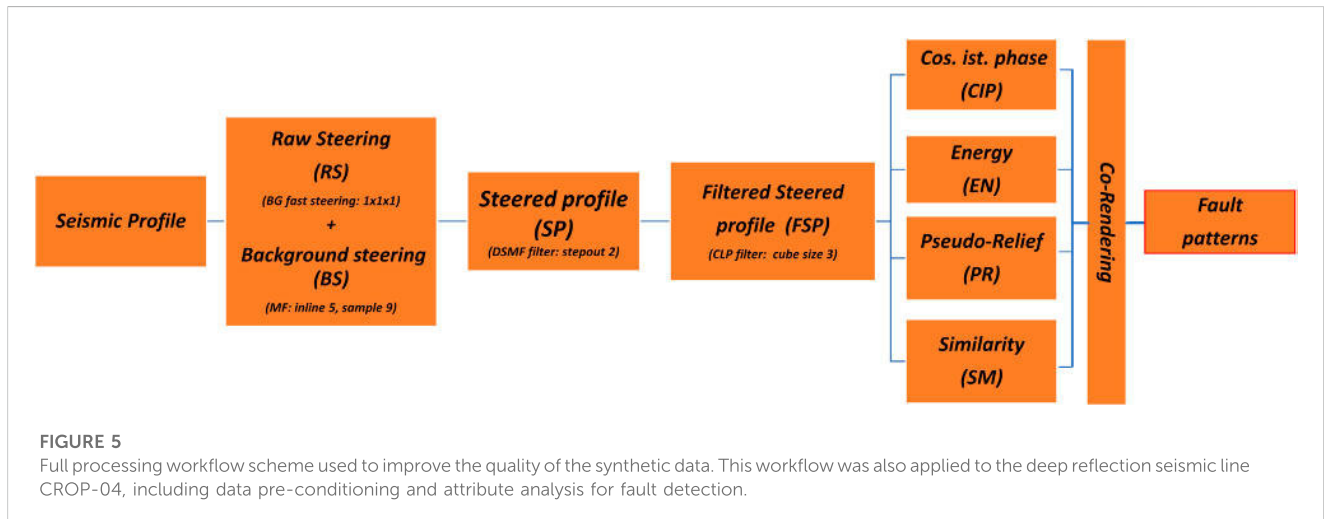 Seismic Profile
Raw Steering
(RS)
(BG fast steering: 1x1x1)
+
Background steering
(BS)
(MF: inline 5, sample 9)
Steered profile
(SP)
(DSMF filter: stepout 2)
Filtered Steered
profile (FSP)
(CLP filter: cube size 3)
Cos. ist. phase
(CIP)
Energy
(EN)
Pseudo-Relief
(PR)
Similarity
(SM)
Co-Rendering
Fault
patterns
FIGURE 5
Full processing workflow scheme used to improve the quality of the synthetic data. This workflow was also applied to the deep reflection seismic line
CROP-04, including data pre-conditioning and attribute analysis for fault detection.